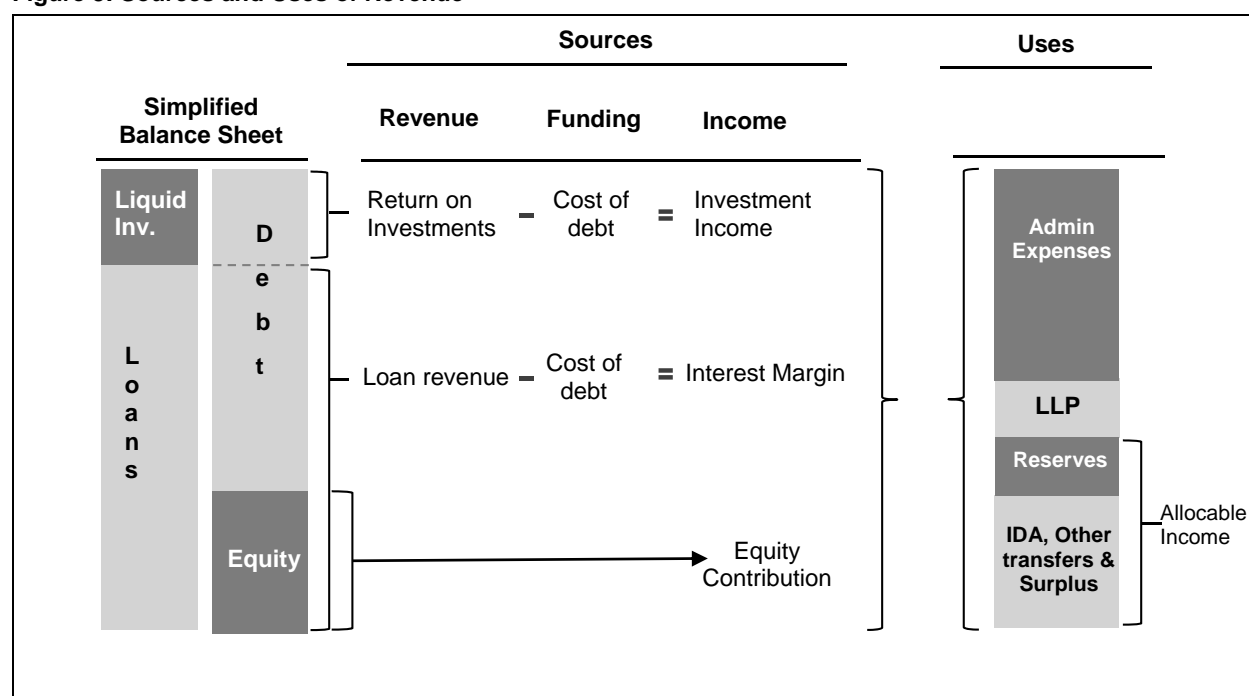 Figure 3. Sources and Uses of Revenue
Sources
Uses
Simplified
Balance Sheet
Revenue
Funding
Income
Liquid
Inv.
D
e
b
t
L
o
a
n
s
Equity
Return on
Investments
–
Cost of
debt
=
Investment
Income
Loan revenue
–
Cost of
debt
=
Interest Margin
Equity
Contribution
Admin
Expenses
LLP
Reserves
IDA, Other
transfers &
Surplus
Allocable
Income